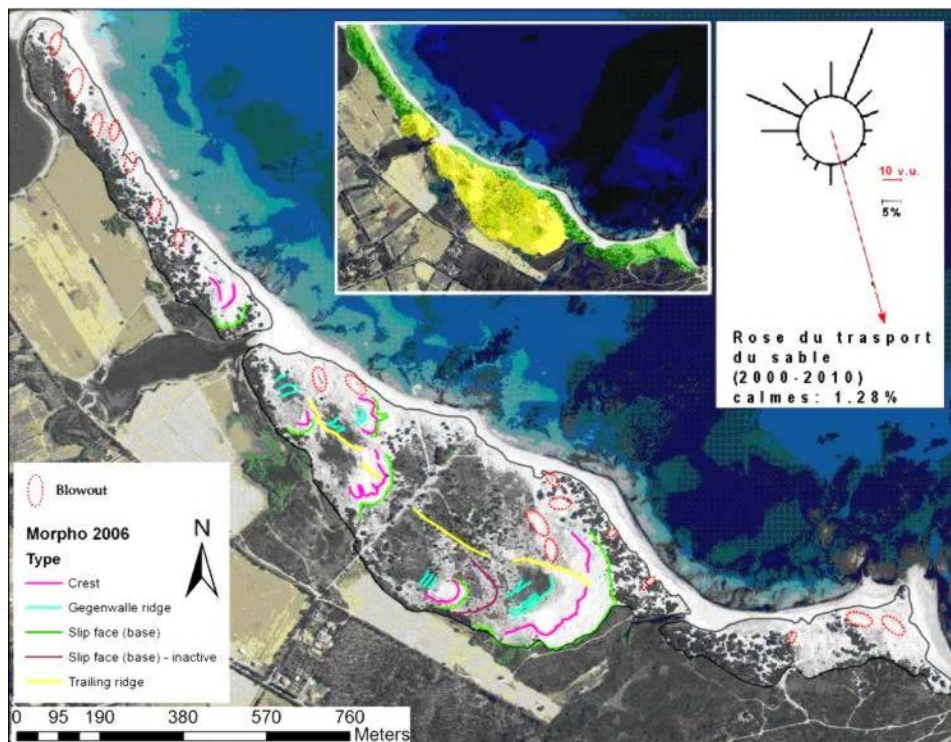 10 v.u.
5%
Rose du trasport
du sable
(2000-2010)
calmes: 1.28%
Blowout
Morpho 2006
N
Type
Crest
Gegenwalle ridge
Slip face (base)
Slip face (base) - inactive
Trailing ridge
0 95 190 380 570 760
Meters